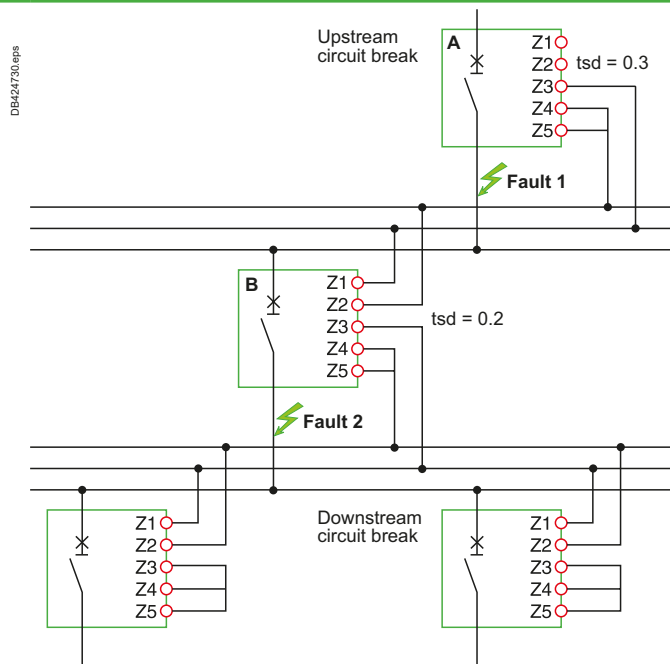 DB424730.eps
Upstream
circuit break
A
Z1
Z2
tsd = 0.3
Z3
Z4
Z5
Fault 1
B
Z1
Z2
Z3
tsd = 0.2
Z4
Z5
Fault 2
Z1
Z2
Z3
Z4
Z5
Downstream
circuit break
Z1
Z2
Z3
Z4
Z5